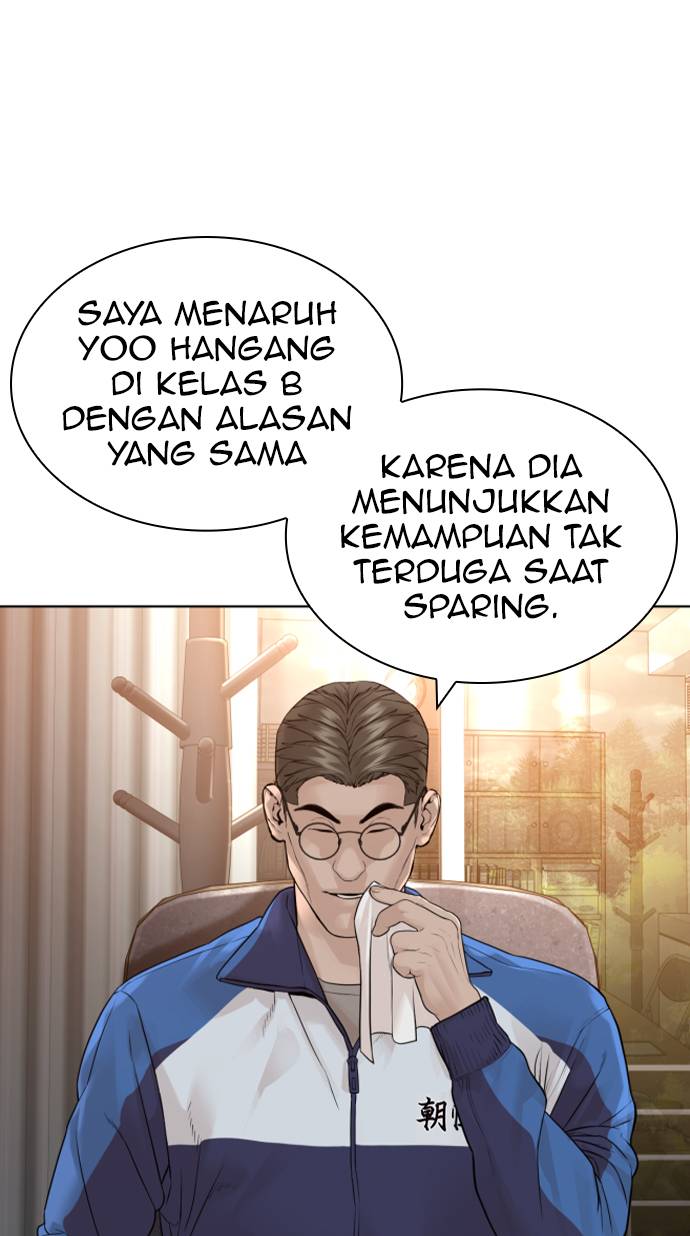 SAYA MENARUH
YOO HANGANG
DI KELAS B
DENGAN ALASAN
YANG SAMA
KARENA DIA
MENUNJUKKAN
KEMAMPUAN TAK
TERDUGA SAAT
SPARING.
朝